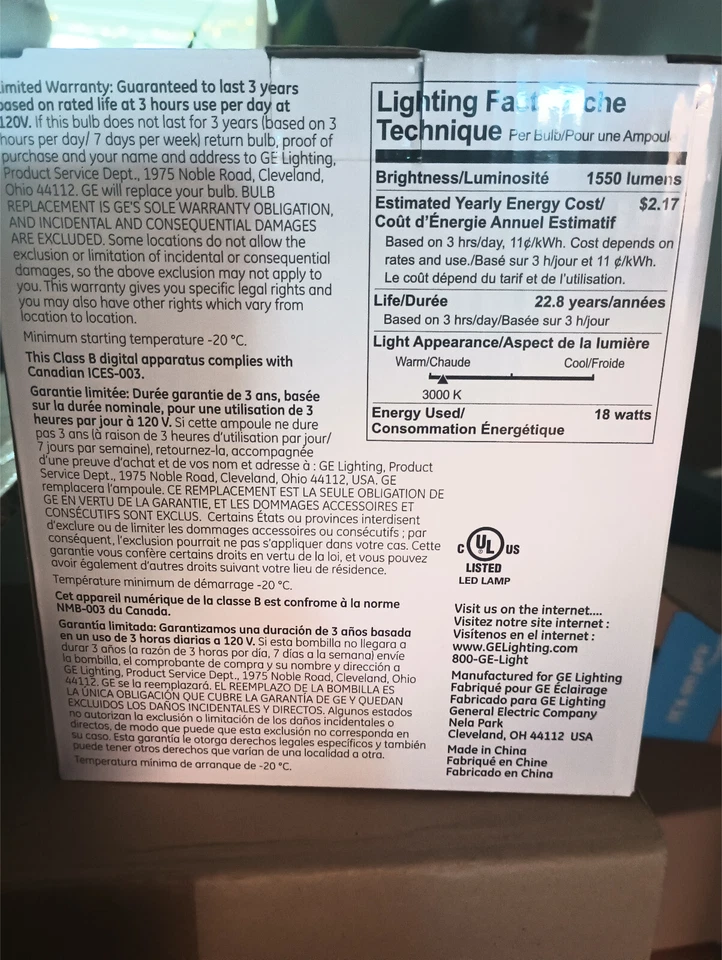 imited Warranty: Guaranteed to last 3 years
based on rated life at 3 hours use per day at
120V. If this bulb does not last for 3 years (based on 3
hours per day/ 7 days per week) return bulb, proof of
purchase and your name and address to GE Lighting,
Product Service Dept., 1975 Noble Road, Cleveland,
Ohio 44112. GE will replace your bulb. BULB
REPLACEMENT IS GE'S SOLE WARRANTY OBLIGATION,
AND INCIDENTAL AND CONSEQUENTIAL DAMAGES
ARE EXCLUDED. Some locations do not allow the
exclusion or limitation of incidental or consequential
damages, so the above exclusion may not apply to
you. This warranty gives you specific legal rights and
you may also have other rights which vary from
location to location.
Minimum starting temperature -20 °C.
This Class B digital apparatus complies with
Canadian ICES-003.
Garantie limitée: Durée garantie de 3 ans, basée
sur la durée nominale, pour une utilisation de 3
heures par jour à 120 V. Si cette ampoule ne dure
pas 3 ans (à raison de 3 heures d'utilisation par jour/
7 jours par semaine), retournez-la, accompagnée
d'une preuve d'achat et de vos nom et adresse à : GE Lighting, Product
Service Dept., 1975 Noble Road, Cleveland, Ohio 44112, USA. GE
remplacera l'ampoule. CE REMPLACEMENT EST LA SEULE OBLIGATION DE
GE EN VERTU DE LA GARANTIE, ET LES DOMMAGES ACCESSOIRES ET
CONSÉCUTIFS SONT EXCLUS. Certains États ou provinces interdisent
d'exclure ou de limiter les dommages accessoires ou consécutifs ; par
conséquent, l'exclusion pourrait ne pas s'appliquer dans votre cas. Cette
garantie vous confère certains droits en vertu de la loi, et vous pouvez
avoir également d'autres droits suivant votre lieu de résidence.
Température minimum de démarrage -20 °C.
Cet appareil numérique de la classe B est confrome à la norme
NMB-003 du Canada.
Garantía limitada: Garantizamos una duración de 3 años basada
en un uso de 3 horas diarias a 120 V. Si esta bombilla no llegara a
durar 3 años (a razón de 3 horas por día, 7 días a la semana) envíe
la bombilla, el comprobante de compra y su nombre y dirección a
GE Lighting, Product Service Dept., 1975 Noble Road, Cleveland, Ohio
44112. GE se la reemplazará. EL REEMPLAZO DE LA BOMBILLA ES
LA ÚNICA OBLIGACIÓN QUE CUBRE LA GARANTÍA DE GE Y QUEDAN
EXCLUIDOS LOS DAÑOS INCIDENTALES Y DIRECTOS. Algunos estados
no autorizan la exclusión o limitación de los daños incidentales o
directos, de modo que puede que esta exclusión no corresponda en
su caso. Esta garantía le otorga derechos legales específicos y también
puede tener otros derechos que varían de una localidad a otra.
Temperatura mínima de arranque de -20 °C.
Lighting Fa che
Technique Per Bulb/Pour une Ampoul
Brightness/Luminosité 1550 lumens
Estimated Yearly Energy Cost/ $2.17
Coût d'Énergie Annuel Estimatif
Based on 3 hrs/day, 11¢/kWh. Cost depends on
rates and use./Basé sur 3 h/jour et 11 ¢/kWh.
Le coût dépend du tarif et de l'utilisation.
Life/Durée 22.8 years/années
Based on 3 hrs/day/Basée sur 3 h/jour
Light Appearance/Aspect de la lumière
Warm/Chaude Cool/Froide
3000 K
Energy Used/ 18 watts
Consommation Énergétique
C UL US
LISTED
LED LAMP
Visit us on the internet....
Visitez notre site internet :
Visítenos en el internet :
www.GELighting.com
800-GE-Light
Manufactured for GE Lighting
Fabriqué pour GE Éclairage
Fabricado para GE Lighting
General Electric Company
Nela Park
Cleveland, OH 44112 USA
Made in China
Fabriqué en Chine
Fabricado en China